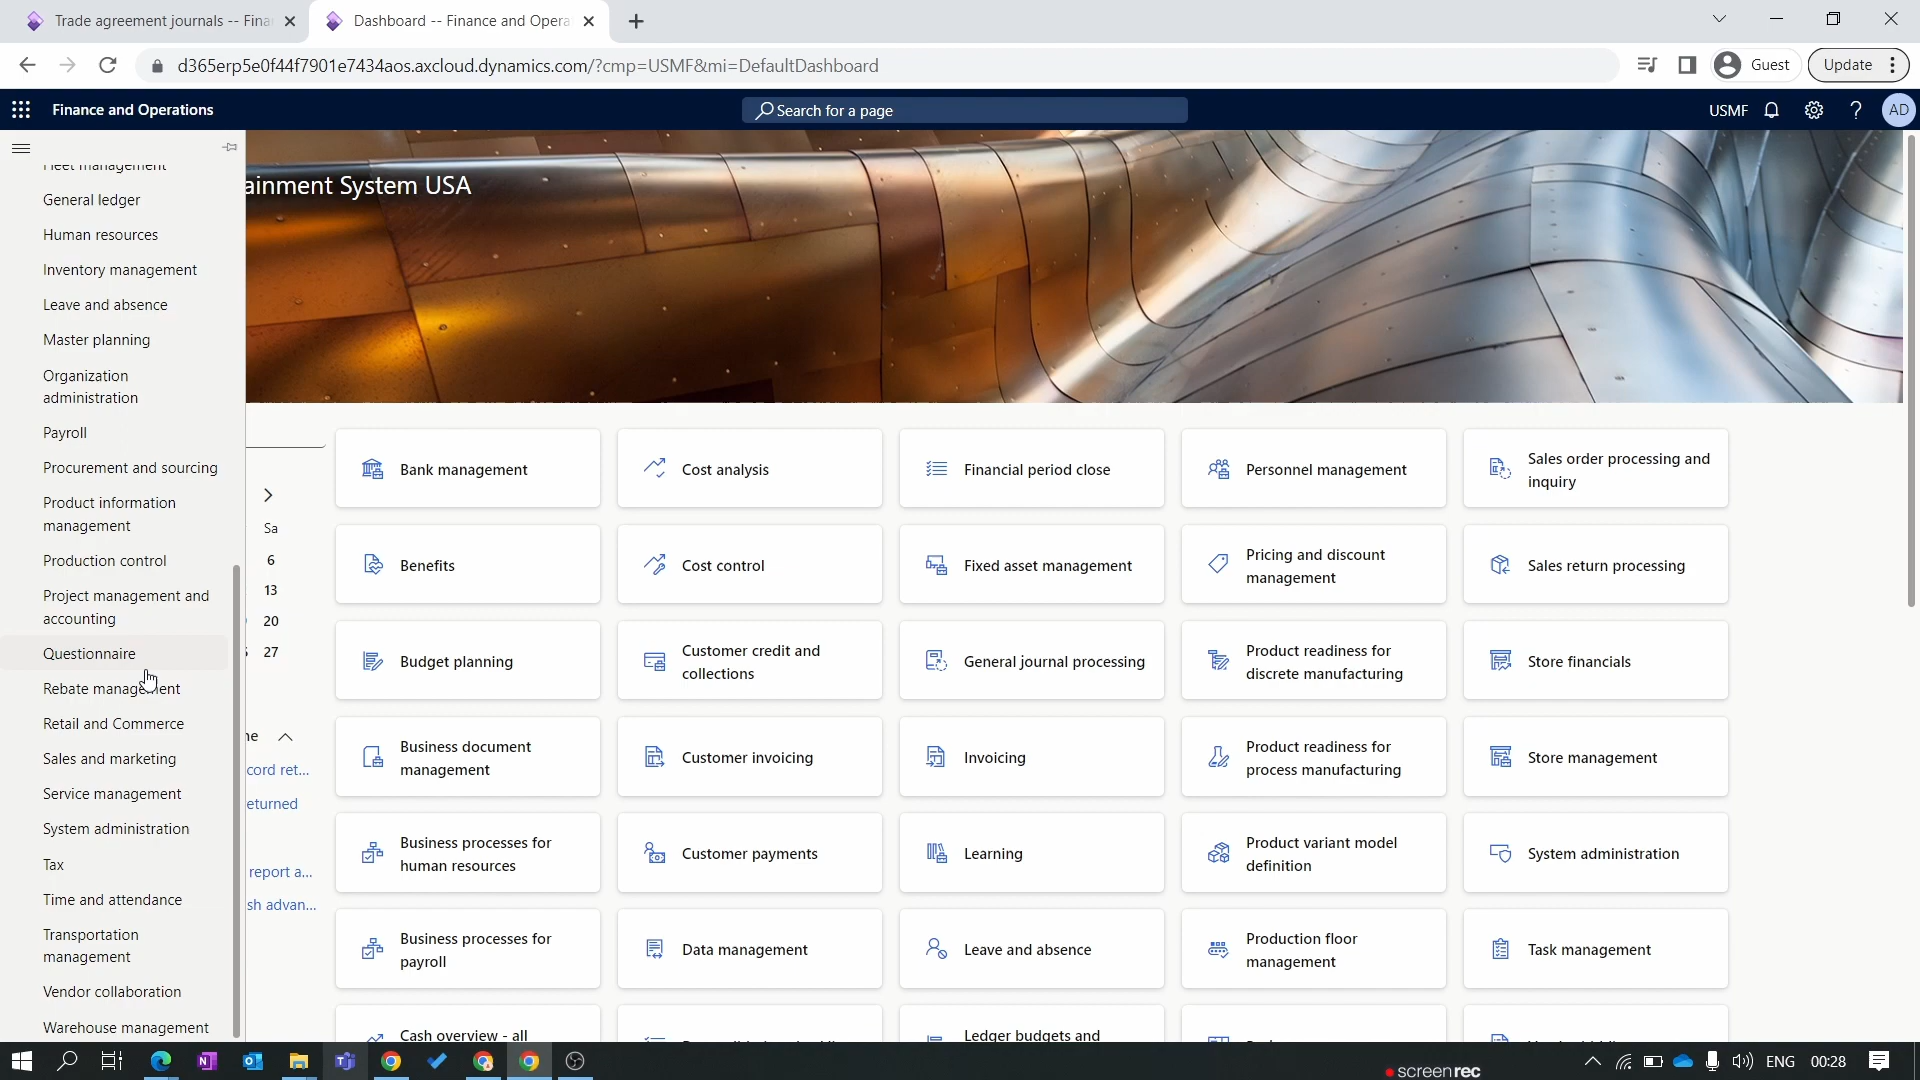 Trade agreement journals -- Fina
Dashboard -- Finance and Opera
d365erp5e0f44f7901e7434aos.axcloud.dynamics.com/?cmp=USMF&mi=DefaultDashboard
Guest
Update
Finance and Operations
Search for a page
USMF
?
AD
Fleet management
General ledger
Human resources
Inventory management
Leave and absence
Master planning
Organization
administration
Payroll
Procurement and sourcing
Product information
management
Production control
Project management and
accounting
Questionnaire
Rebate management
Retail and Commerce
Sales and marketing
Service management
System administration
Tax
Time and attendance
Transportation
management
Vendor collaboration
Warehouse management
ainment System USA
Sa
6
13
20
27
ne
cord ret...
eturned
report a...
sh advan...
Bank management
Cost analysis
Financial period close
Personnel management
Sales order processing and
inquiry
Benefits
Cost control
Fixed asset management
Pricing and discount
management
Sales return processing
Budget planning
Customer credit and
collections
General journal processing
Product readiness for
discrete manufacturing
Store financials
Business document
management
Customer invoicing
Invoicing
Product readiness for
process manufacturing
Store management
Business processes for
human resources
Customer payments
Learning
Product variant model
definition
System administration
Business processes for
payroll
Data management
Leave and absence
Production floor
management
Task management
Cash overview - all
Ledger budgets and
ENG
00:28
screenrec